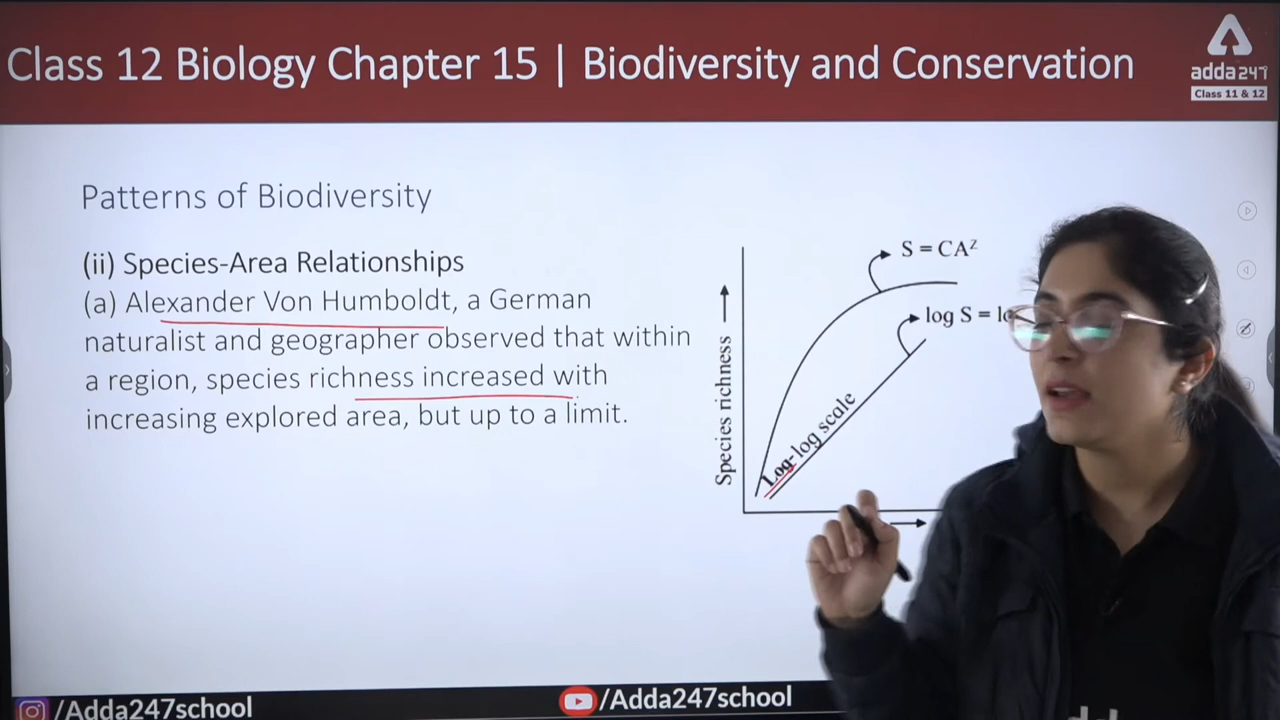 Class 12 Biology Chapter 15 | Biodiversity and Conservation
adda247
Class 11 & 12
Patterns of Biodiversity
(ii) Species-Area Relationships
(a) Alexander Von Humboldt, a German
naturalist and geographer observed that within
a region, species richness increased with
increasing explored area, but up to a limit.
Species richness
S = CAᶻ
log S =
Log-log scale
/Adda247school
/Adda247school